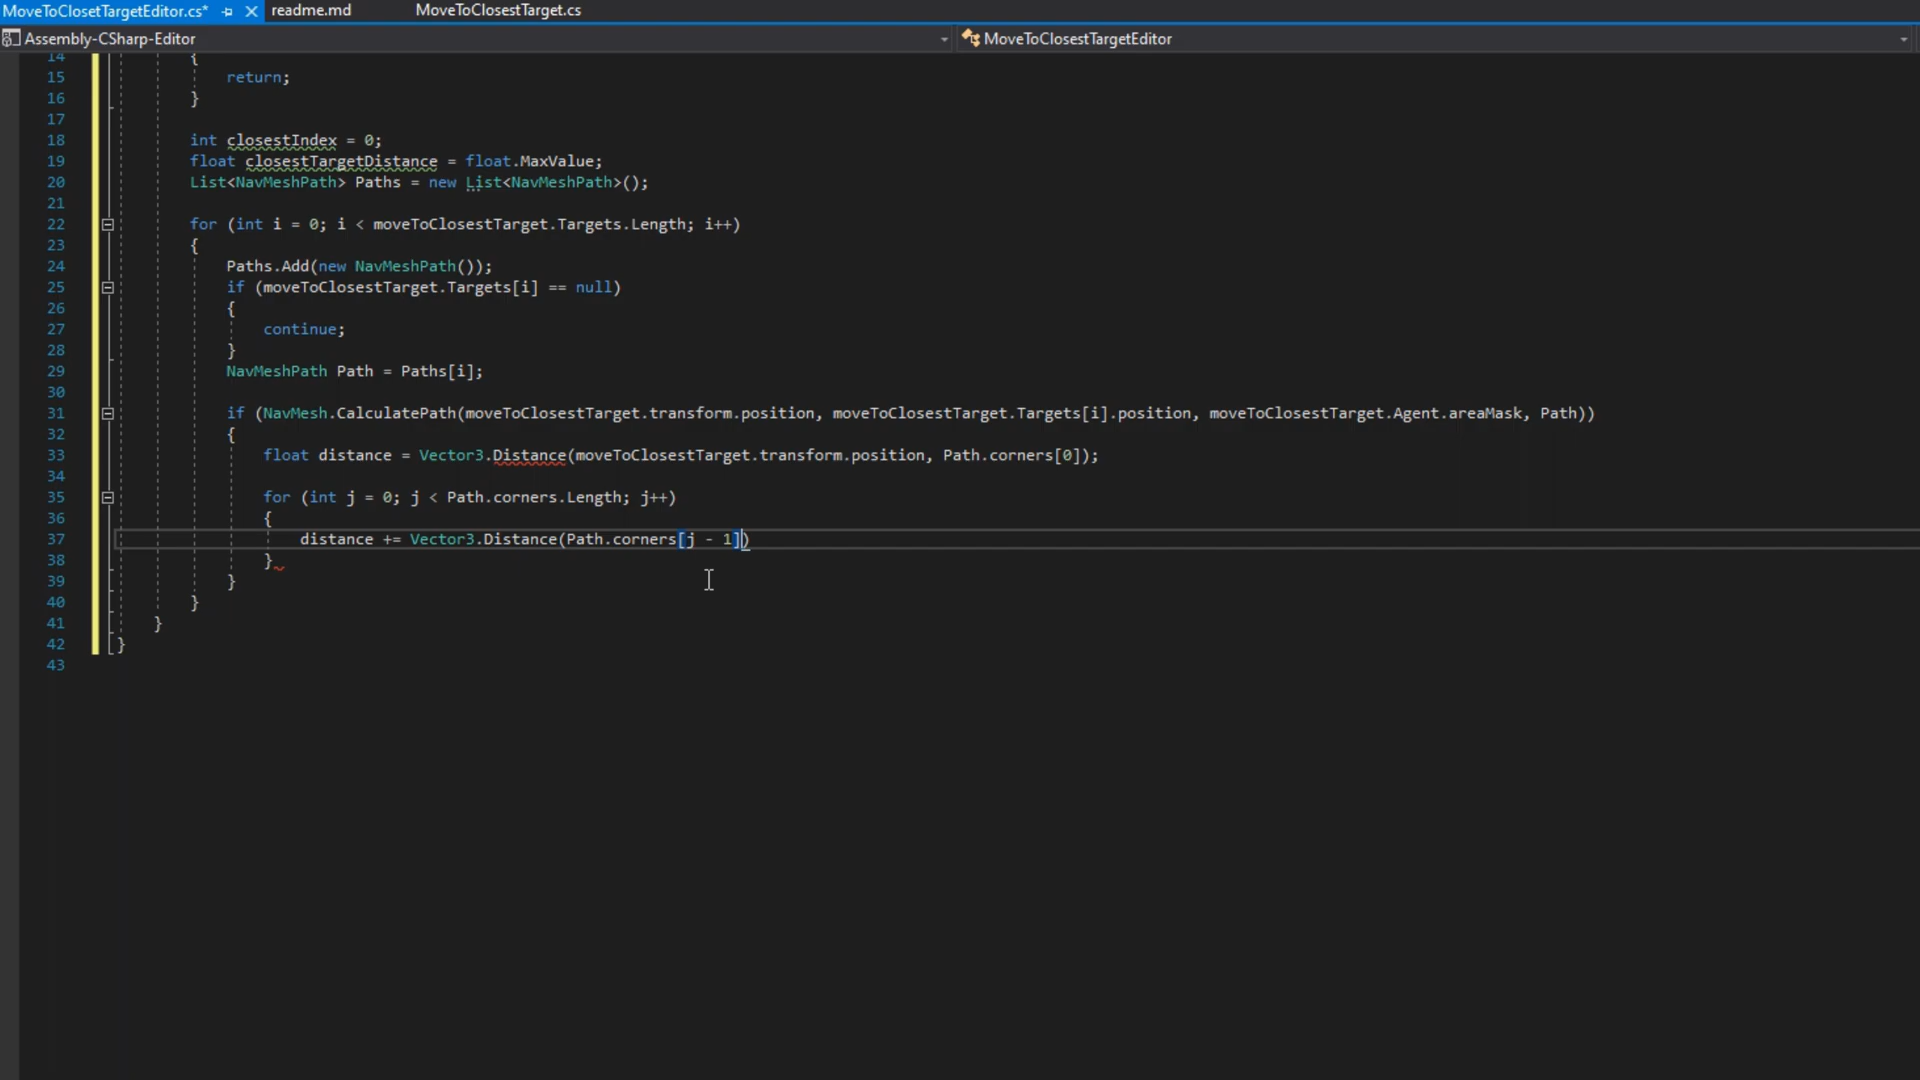 MoveToClosetTargetEditor.cs* readme.md MoveToClosestTarget.cs
Assembly-CSharp-Editor MoveToClosestTargetEditor
14 {
15 return;
16 }
17
18 int closestIndex = 0;
19 float closestTargetDistance = float.MaxValue;
20 List<NavMeshPath> Paths = new List<NavMeshPath>();
21
22 for (int i = 0; i < moveToClosestTarget.Targets.Length; i++)
23 {
24 Paths.Add(new NavMeshPath());
25 if (moveToClosestTarget.Targets[i] == null)
26 {
27 continue;
28 }
29 NavMeshPath Path = Paths[i];
30
31 if (NavMesh.CalculatePath(moveToClosestTarget.transform.position, moveToClosestTarget.Targets[i].position, moveToClosestTarget.Agent.areaMask, Path))
32 {
33 float distance = Vector3.Distance(moveToClosestTarget.transform.position, Path.corners[0]);
34
35 for (int j = 0; j < Path.corners.Length; j++)
36 {
37 distance += Vector3.Distance(Path.corners[j - 1])
38 }
39 }
40 }
41 }
42 }
43